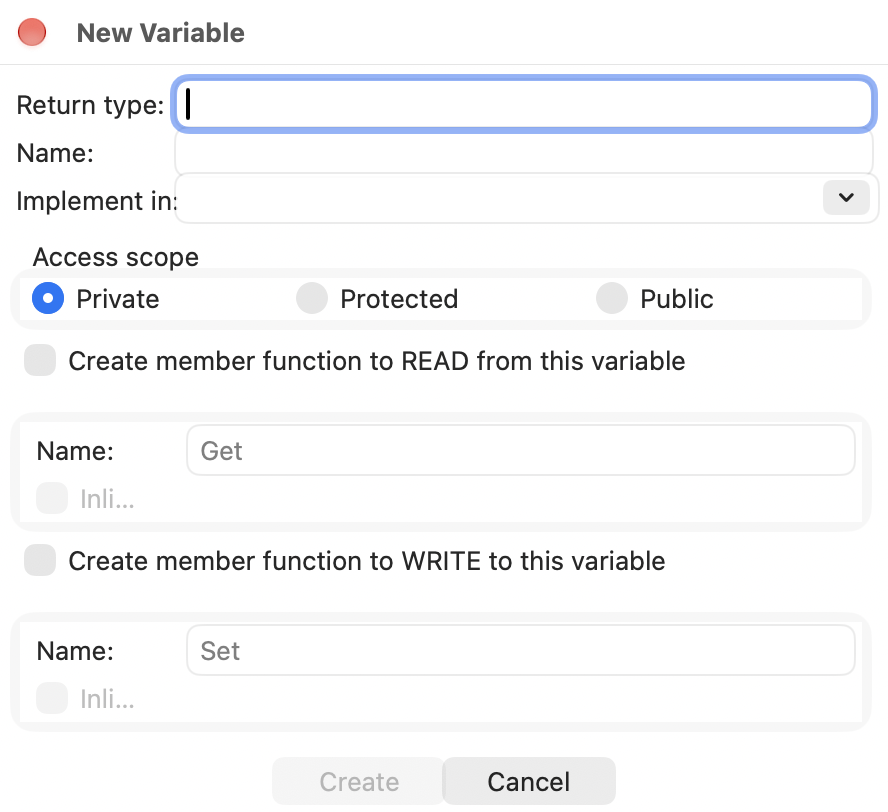 New Variable
Return type:
Name:
Implement in:
Access scope
Private Protected Public
Create member function to READ from this variable
Name: Get
Inli...
Create member function to WRITE to this variable
Name: Set
Inli...
Create Cancel